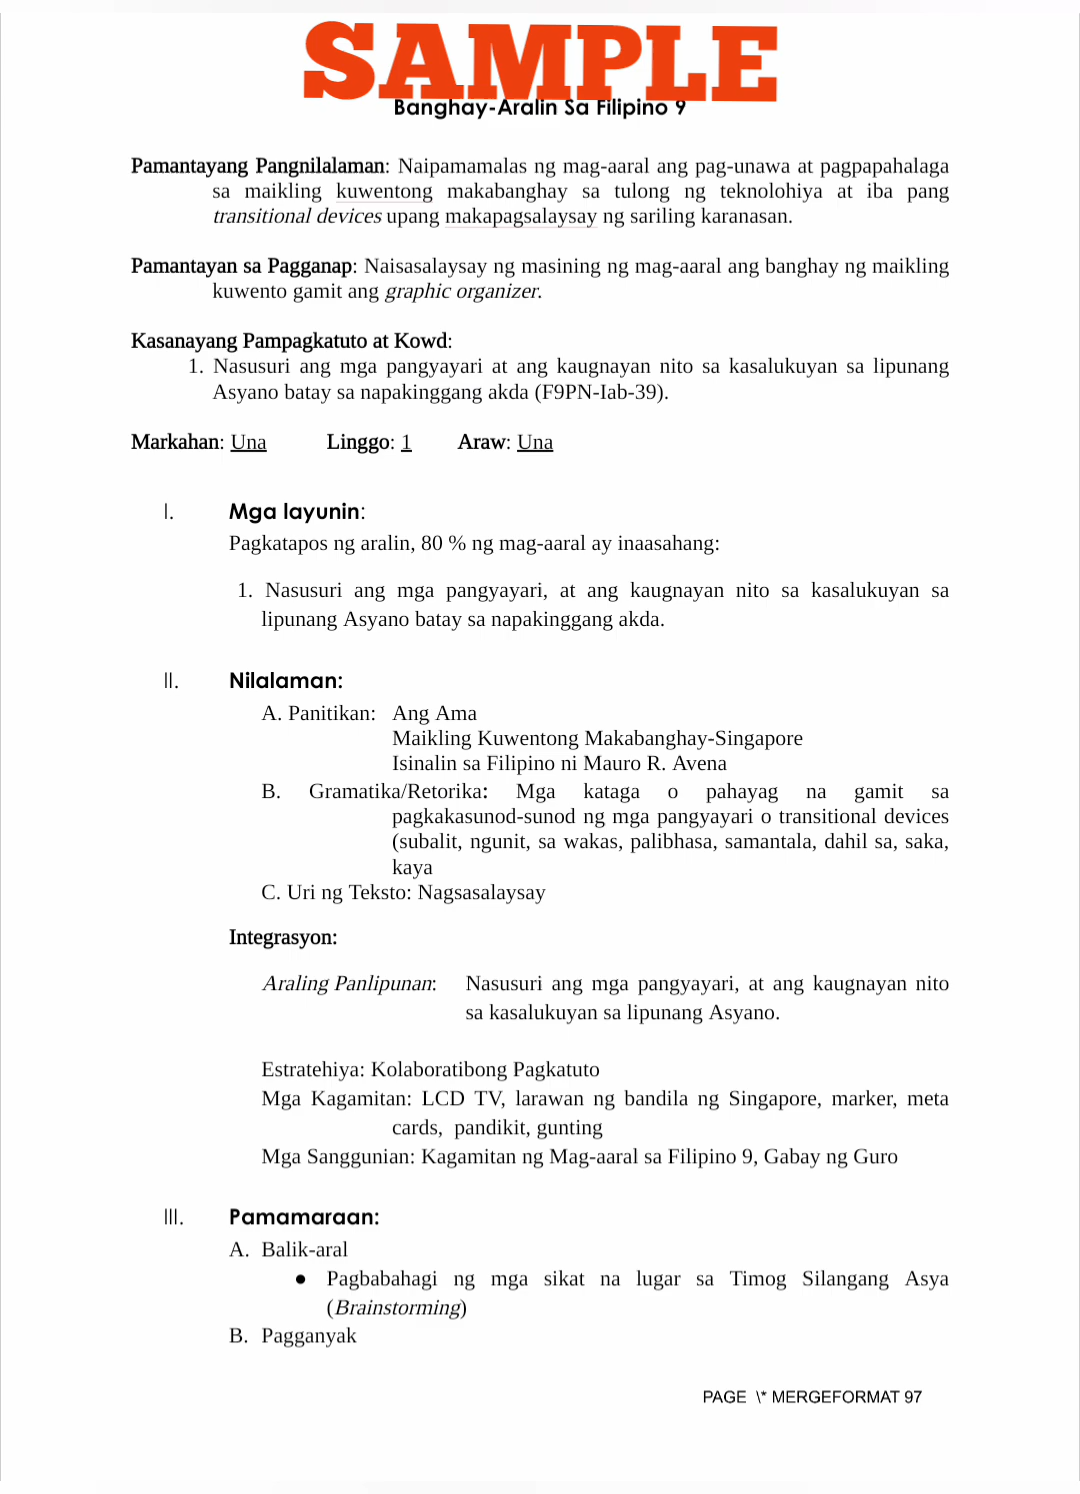 SAMPLE
Banghay-Aralin Sa Filipino 9
Pamantayang Pangnilalaman: Naipamamalas ng mag-aaral ang pag-unawa at pagpapahalaga
sa maikling kuwentong makabanghay sa tulong ng teknolohiya at iba pang
transitional devices upang makapagsalaysay ng sariling karanasan.
Pamantayan sa Pagganap: Naisasalaysay ng masining ng mag-aaral ang banghay ng maikling
kuwento gamit ang graphic organizer.
Kasanayang Pampagkatuto at Kowd:
1. Nasusuri ang mga pangyayari at ang kaugnayan nito sa kasalukuyan sa lipunang
Asyano batay sa napakinggang akda (F9PN-Iab-39).
Markahan: Una Linggo: 1 Araw: Una
I. Mga layunin:
Pagkatapos ng aralin, 80 % ng mag-aaral ay inaasahang:
1. Nasusuri ang mga pangyayari, at ang kaugnayan nito sa kasalukuyan sa
lipunang Asyano batay sa napakinggang akda.
II. Nilalaman:
A. Panitikan: Ang Ama
Maikling Kuwentong Makabanghay-Singapore
Isinalin sa Filipino ni Mauro R. Avena
B. Gramatika/Retorika: Mga kataga o pahayag na gamit sa
pagkakasunod-sunod ng mga pangyayari o transitional devices
(subalit, ngunit, sa wakas, palibhasa, samantala, dahil sa, saka,
kaya
C. Uri ng Teksto: Nagsasalaysay
Integrasyon:
Araling Panlipunan: Nasusuri ang mga pangyayari, at ang kaugnayan nito
sa kasalukuyan sa lipunang Asyano.
Estratehiya: Kolaboratibong Pagkatuto
Mga Kagamitan: LCD TV, larawan ng bandila ng Singapore, marker, meta
cards, pandikit, gunting
Mga Sanggunian: Kagamitan ng Mag-aaral sa Filipino 9, Gabay ng Guro
III. Pamamaraan:
A. Balik-aral
● Pagbabahagi ng mga sikat na lugar sa Timog Silangang Asya
(Brainstorming)
B. Pagganyak
PAGE \* MERGEFORMAT 97